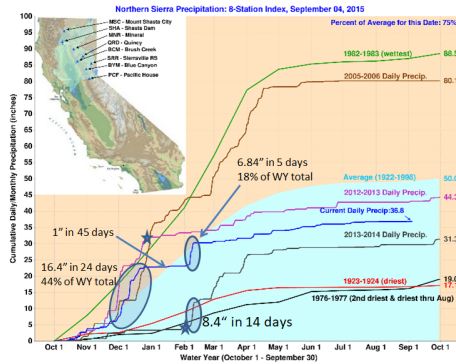 Northern Sierra Precipitation: 8-Station Index, September 04, 2015
Percent of Average for this Date: 75%
MSC - Mount Shasta City
SHA - Shasta Dam
MNR - Mineral
QRD - Quincy
BCM - Brush Creek
SRR - Sierraville RS
BYM - Blue Canyon
PCF - Pacific House
1982-1983 (wettest)
88.5
2005-2006 Daily Precip.
80.1
6.84” in 5 days
18% of WY total
Average (1922-1998)
50.0
2012-2013 Daily Precip.
44.3
Current Daily Precip:36.8
1” in 45 days
2013-2014 Daily Precip.
31.3
16.4” in 24 days
44% of WY total
1923-1924 (driest)
19.0
17.1
1976-1977 (2nd driest & driest thru Aug)
8.4” in 14 days
Cumulative Daily/Monthly Precipitation (inches)
100
95
90
85
80
75
70
65
60
55
50
45
40
35
30
25
20
15
10
5
0
Oct 1 Nov 1 Dec 1 Jan 1 Feb 1 Mar 1 Apr 1 May 1 Jun 1 Jul 1 Aug 1 Sep 1 Oct 1
Water Year (October 1 - September 30)